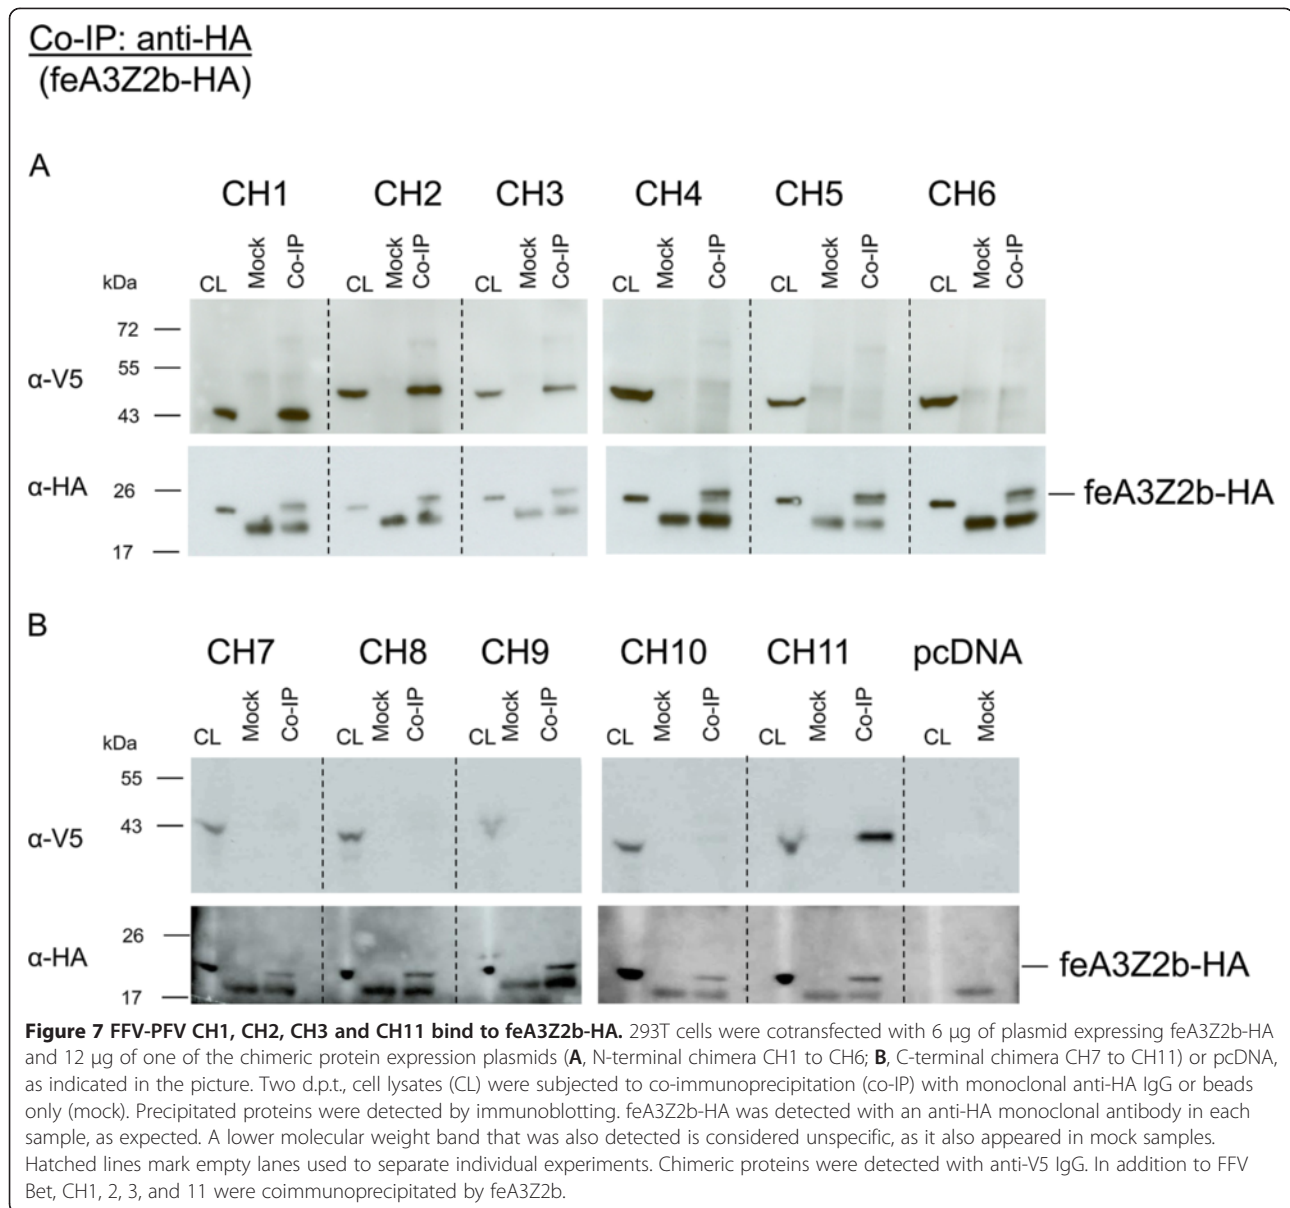 Co-IP: anti-HA
(feA3Z2b-HA)
A
CH1 CH2 CH3 CH4 CH5 CH6
CL Mock Co-IP CL Mock Co-IP CL Mock Co-IP CL Mock Co-IP CL Mock Co-IP CL Mock Co-IP
kDa
72
55
α-V5
43
α-HA
26
feA3Z2b-HA
17
B
CH7 CH8 CH9 CH10 CH11 pcDNA
CL Mock Co-IP CL Mock Co-IP CL Mock Co-IP CL Mock Co-IP CL Mock Co-IP CL Mock
kDa
55
43
α-V5
26
α-HA
feA3Z2b-HA
17
Figure 7 FFV-PFV CH1, CH2, CH3 and CH11 bind to feA3Z2b-HA. 293T cells were cotransfected with 6 μg of plasmid expressing feA3Z2b-HA
and 12 μg of one of the chimeric protein expression plasmids (A, N-terminal chimera CH1 to CH6; B, C-terminal chimera CH7 to CH11) or pcDNA,
as indicated in the picture. Two d.p.t., cell lysates (CL) were subjected to co-immunoprecipitation (co-IP) with monoclonal anti-HA IgG or beads
only (mock). Precipitated proteins were detected by immunoblotting. feA3Z2b-HA was detected with an anti-HA monoclonal antibody in each
sample, as expected. A lower molecular weight band that was also detected is considered unspecific, as it also appeared in mock samples.
Hatched lines mark empty lanes used to separate individual experiments. Chimeric proteins were detected with anti-V5 IgG. In addition to FFV
Bet, CH1, 2, 3, and 11 were coimmunoprecipitated by feA3Z2b.